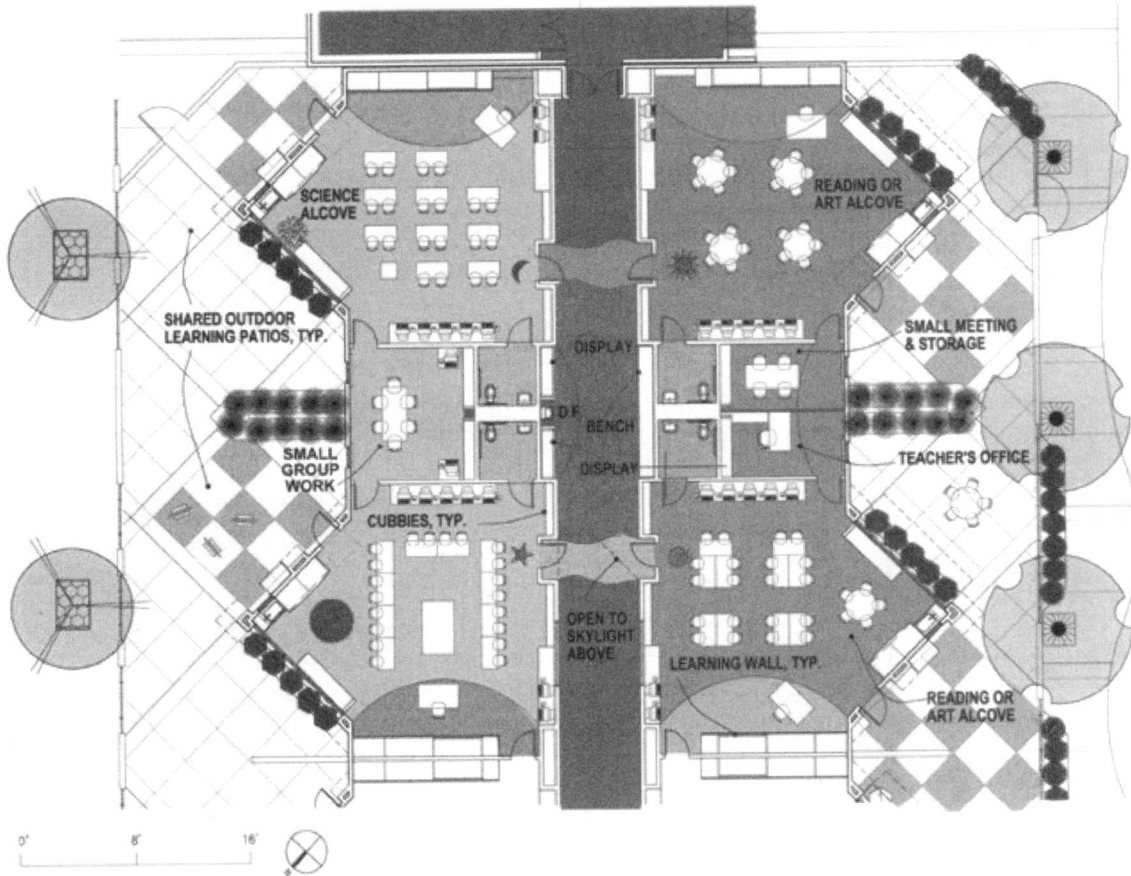 SCIENCE
ALCOVE
READING OR
ART ALCOVE
SHARED OUTDOOR
LEARNING PATIOS, TYP.
DISPLAY
SMALL MEETING
& STORAGE
D.F.
BENCH
SMALL
GROUP
WORK
DISPLAY
TEACHER'S OFFICE
CUBBIES, TYP.
OPEN TO
SKYLIGHT
ABOVE
LEARNING WALL, TYP.
READING OR
ART ALCOVE
0' 8' 16'